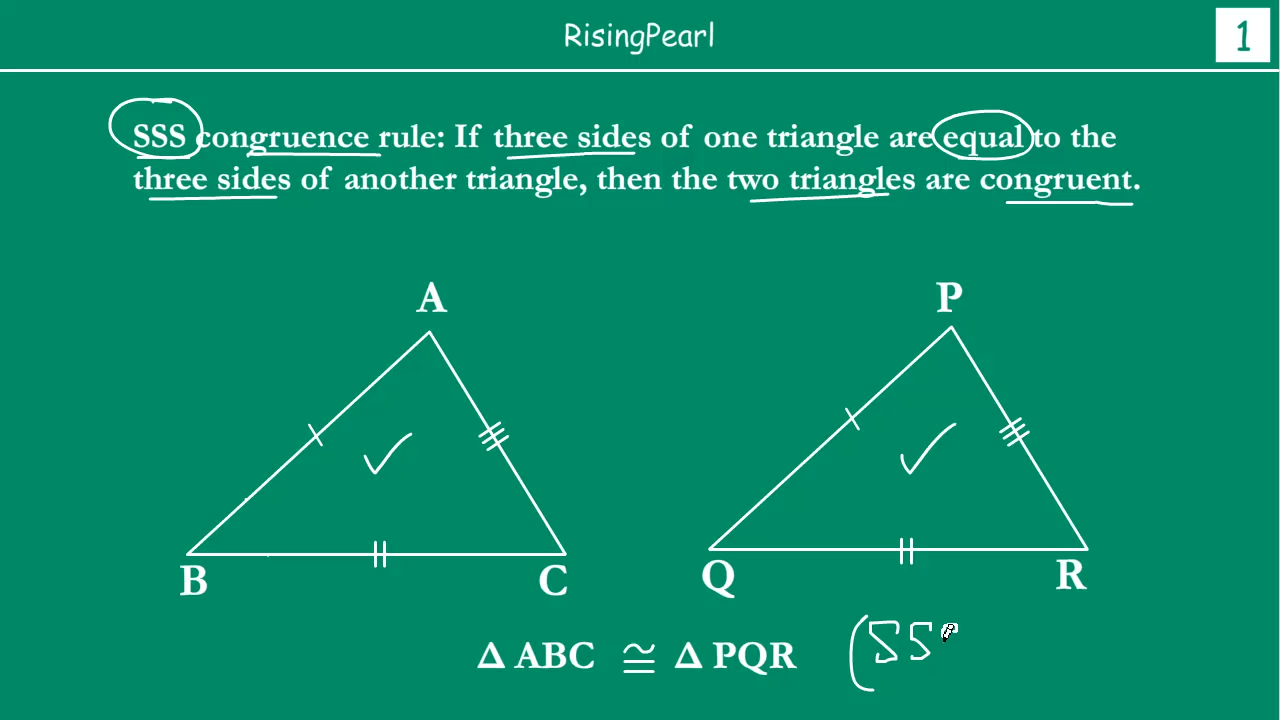 RisingPearl
1
SSS congruence rule: If three sides of one triangle are equal to the
three sides of another triangle, then the two triangles are congruent.
A
P
B
C
Q
R
Δ ABC ≅ Δ PQR (SS